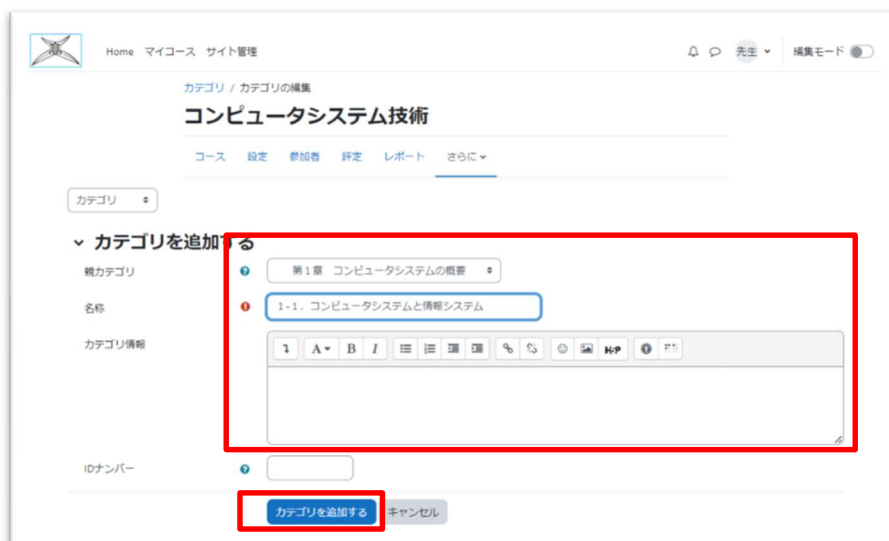 Home マイコース サイト管理 先生 編集モード
カテゴリ / カテゴリの編集
コンピュータシステム技術
コース 設定 参加者 評定 レポート さらに
カテゴリ
カテゴリを追加する
親カテゴリ ? 第1章 コンピュータシステムの概要
名称 ! 1-1. コンピュータシステムと情報システム
カテゴリ情報
A B I H-P
IDナンバー ?
カテゴリを追加する キャンセル